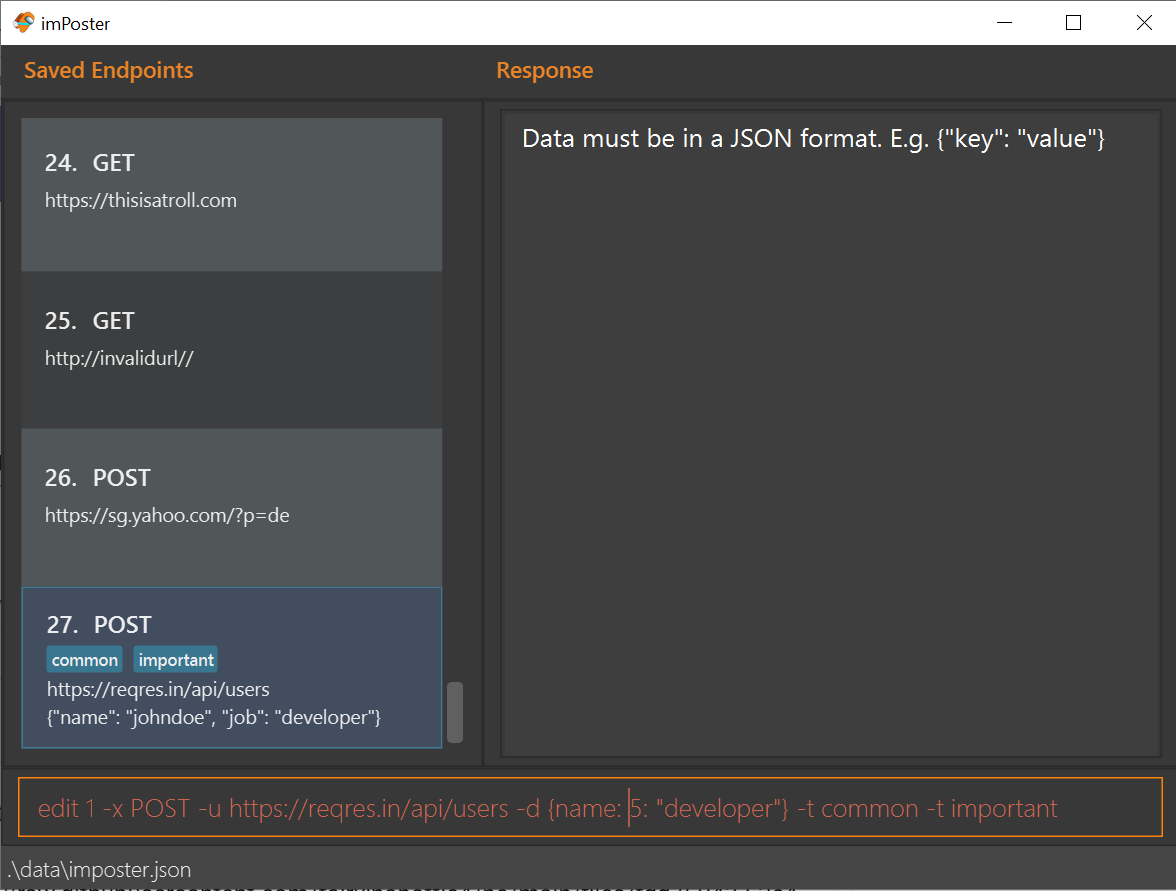 imPoster
Saved Endpoints
Response
24. GET
https://thisisatroll.com
25. GET
http://invalidurl//
26. POST
https://sg.yahoo.com/?p=de
27. POST
common important
https://reqres.in/api/users
{"name": "johndoe", "job": "developer"}
Data must be in a JSON format. E.g. {"key": "value"}
edit 1 -x POST -u https://reqres.in/api/users -d {name: 5: "developer"} -t common -t important
.\data\imposter.json